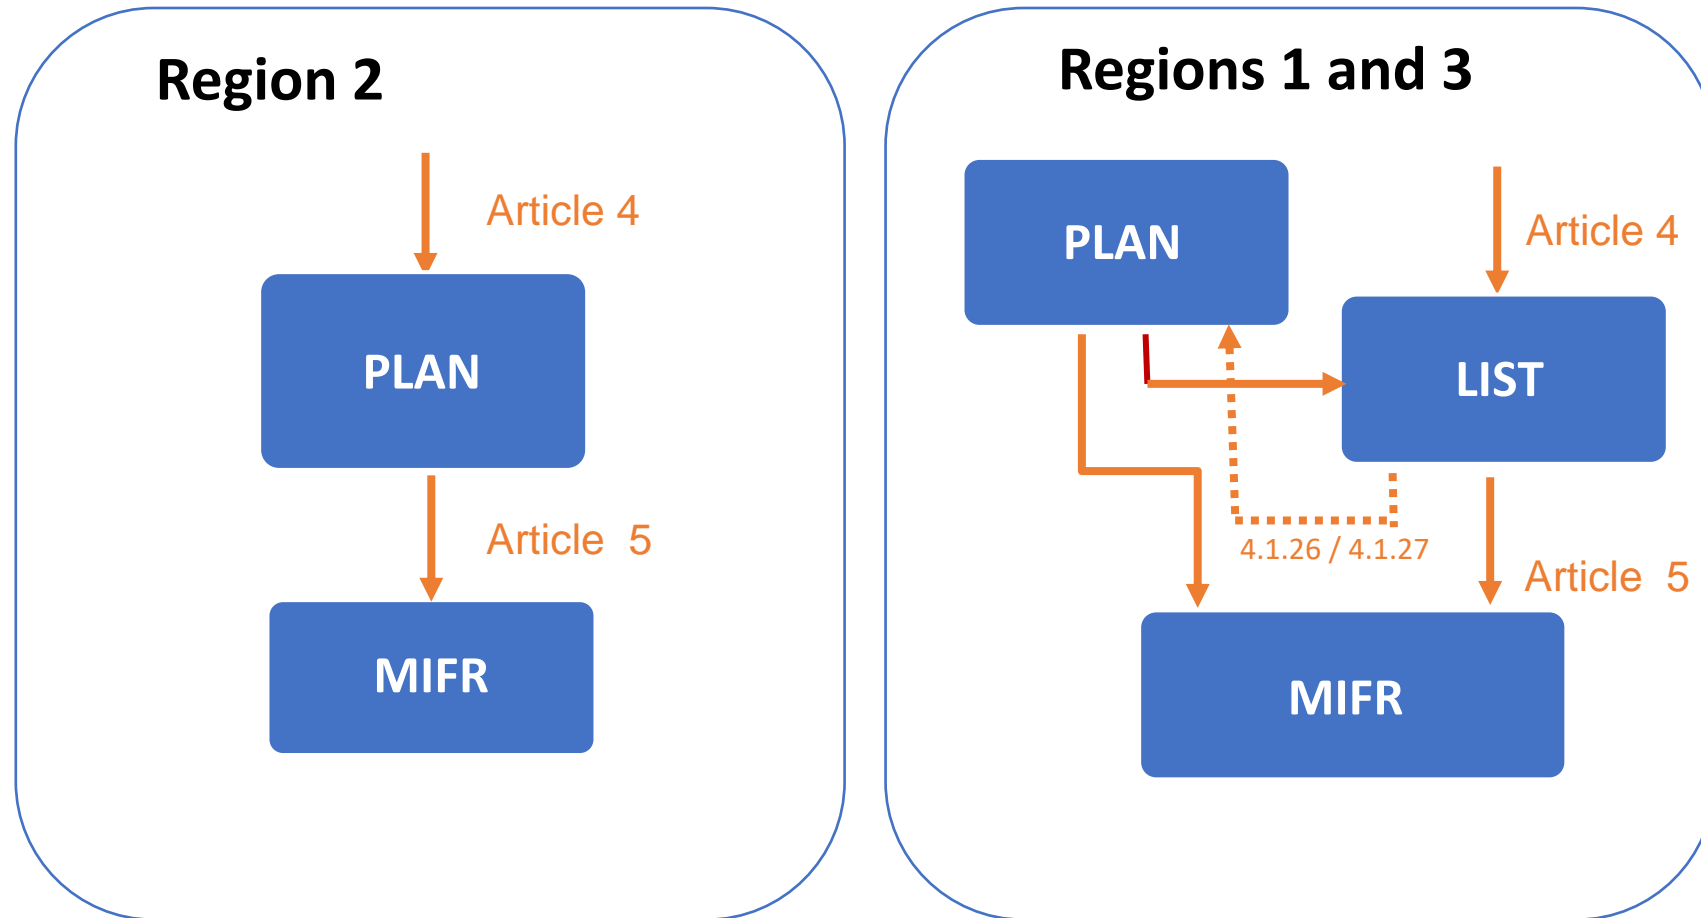 Region 2
Article 4
PLAN
Article 5
MIFR
Regions 1 and 3
PLAN
Article 4
LIST
4.1.26 / 4.1.27
Article 5
MIFR